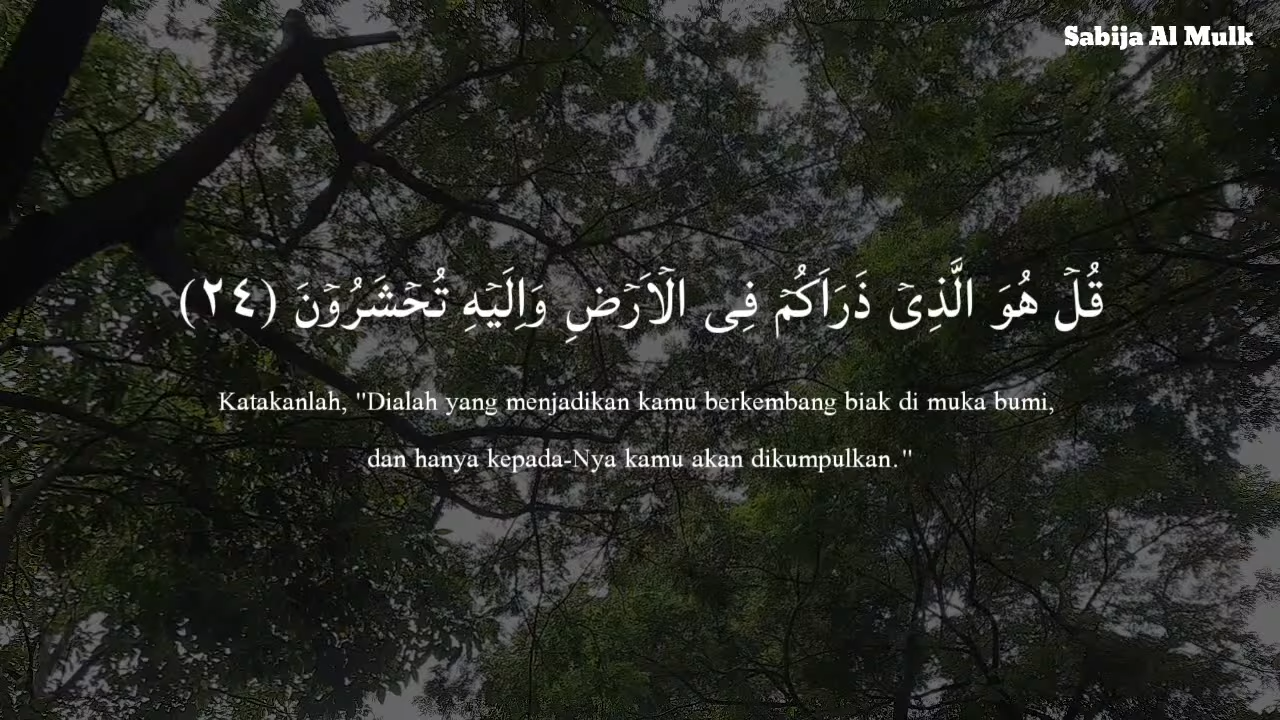 Sabija Al Mulk
قُلْ هُوَ الَّذِيْ ذَرَاَكُمْ فِى الْاَرْضِ وَاِلَيْهِ تُحْشَرُوْنَ (٢٤)
Katakanlah, "Dialah yang menjadikan kamu berkembang biak di muka bumi,
dan hanya kepada-Nya kamu akan dikumpulkan."